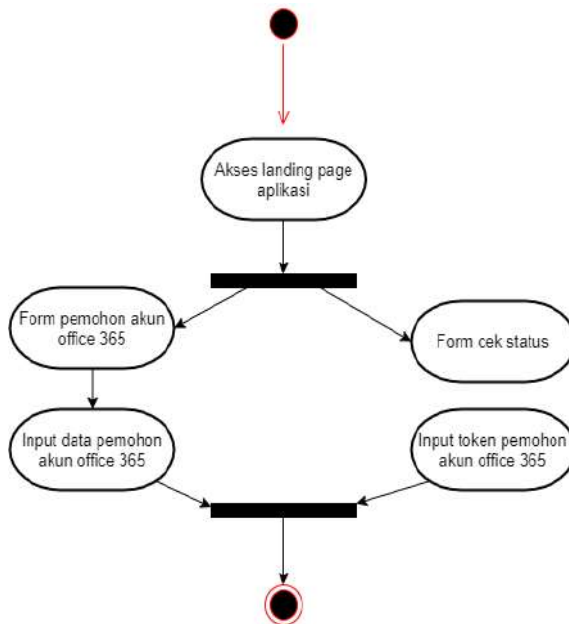 Akses landing page
aplikasi
Form pemohon akun
office 365
Form cek status
Input data pemohon
akun office 365
Input token pemohon
akun office 365